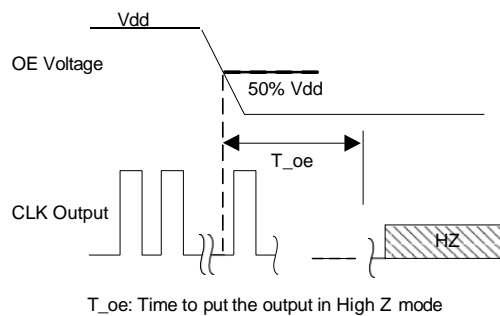 Vdd
OE Voltage
50% Vdd
T_oe
CLK Output
HZ
T_oe: Time to put the output in High Z mode